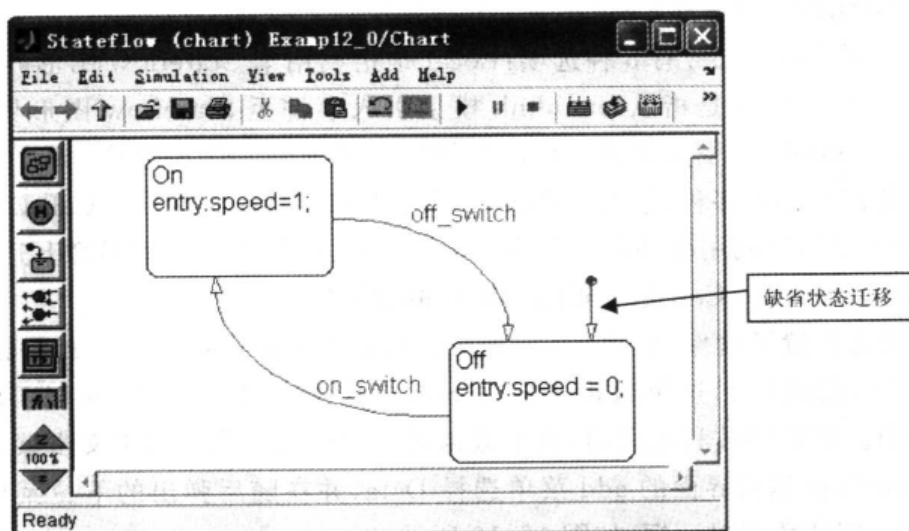 Stateflow (chart) Examp12_0/Chart
File Edit Simulation View Tools Add Help
On
entry:speed=1;
off_switch
缺省状态迁移
Off
entry:speed = 0;
on_switch
100%
Ready